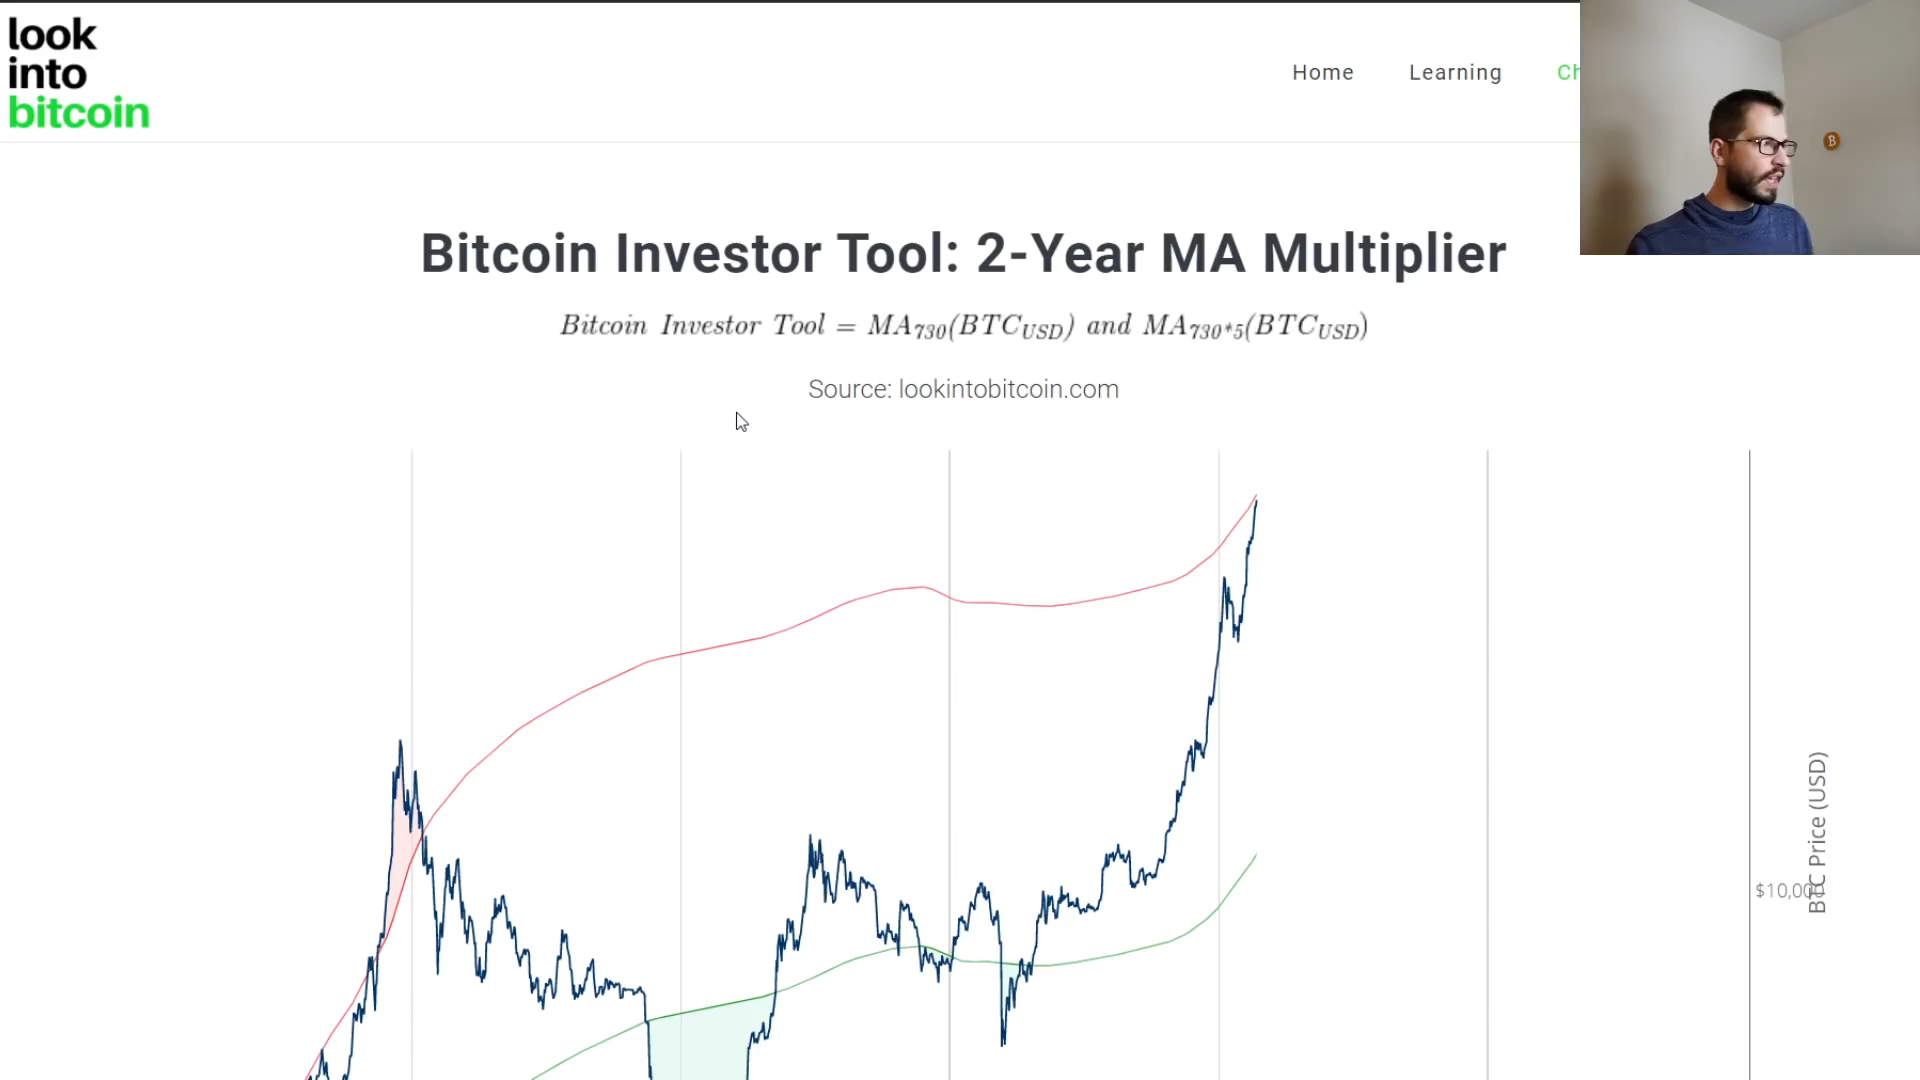 look
into
bitcoin
Home Learning Ch
Bitcoin Investor Tool: 2-Year MA Multiplier
Bitcoin Investor Tool = MA730(BTCUSD) and MA730*5(BTCUSD)
Source: lookintobitcoin.com
BTC Price (USD)
$10,000
B